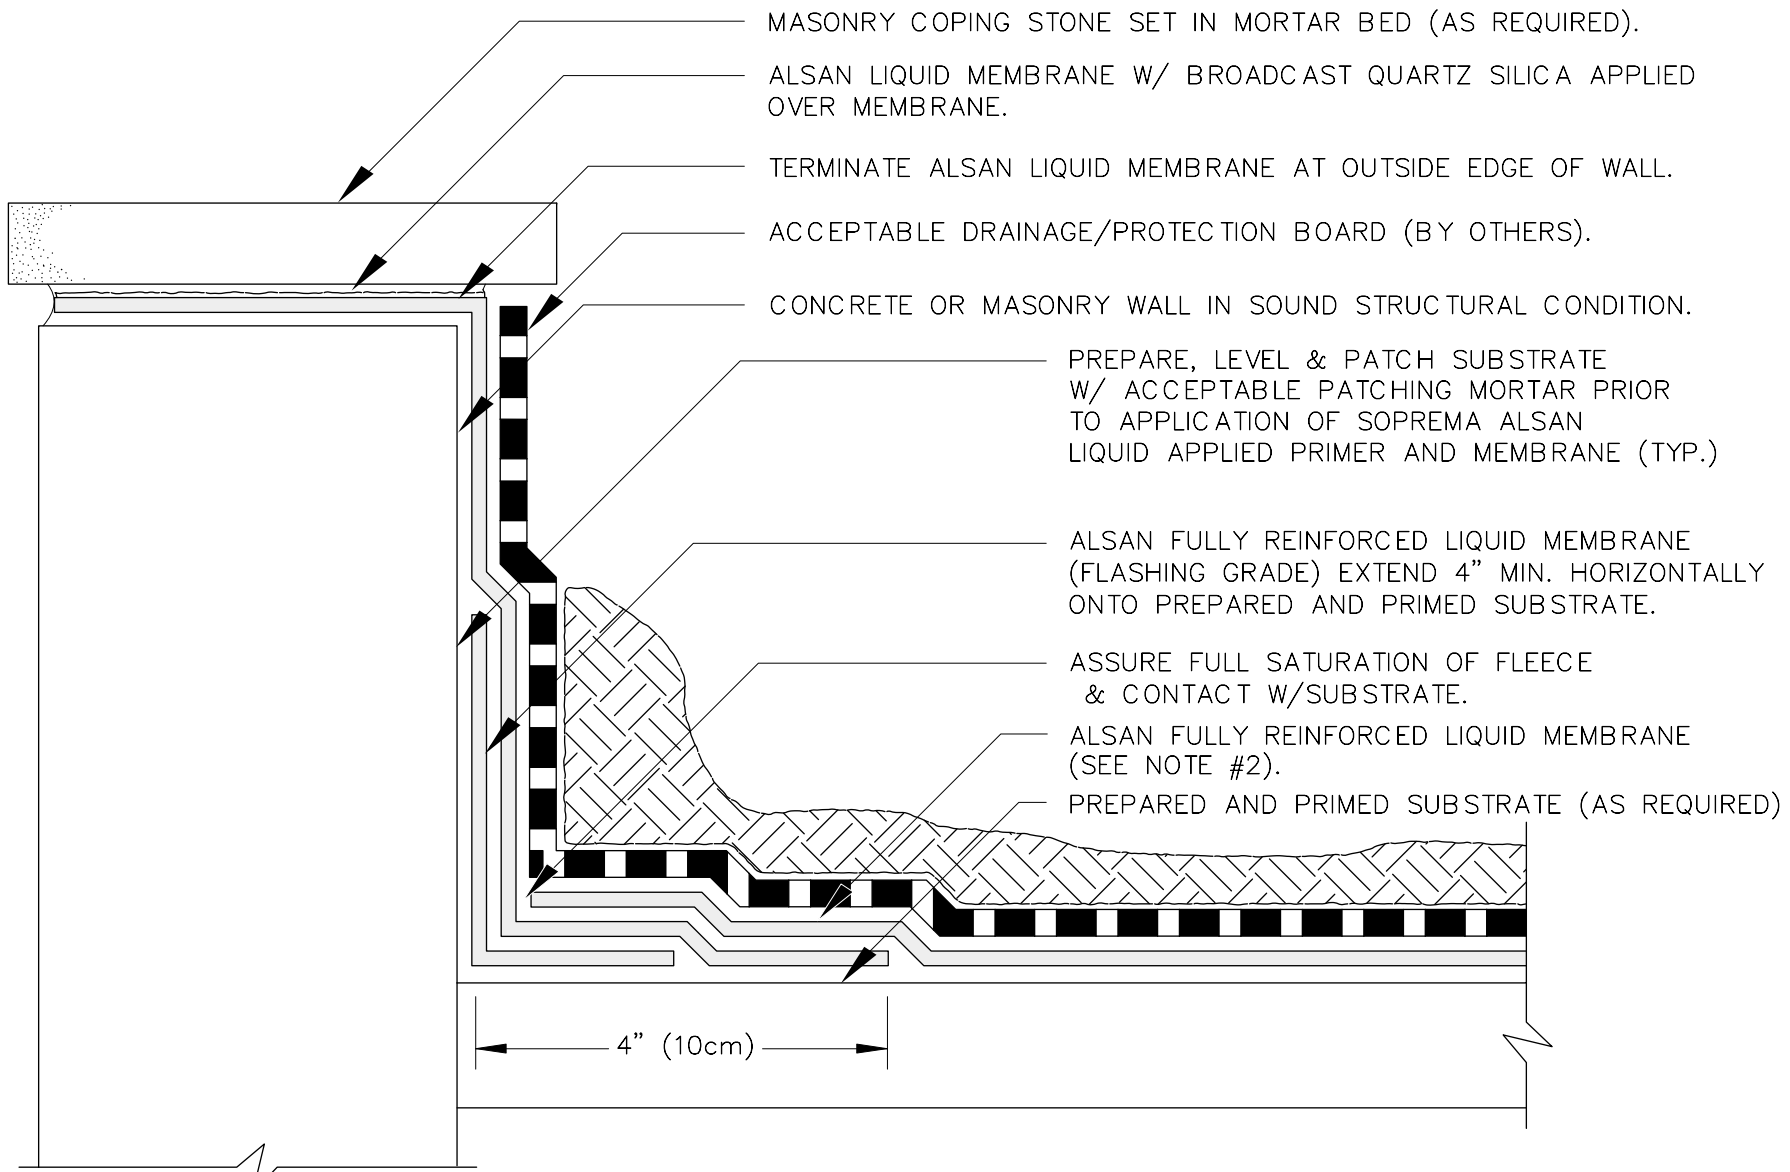 MASONRY COPING STONE SET IN MORTAR BED (AS REQUIRED).
ALSAN LIQUID MEMBRANE W/ BROADCAST QUARTZ SILICA APPLIED
OVER MEMBRANE.
TERMINATE ALSAN LIQUID MEMBRANE AT OUTSIDE EDGE OF WALL.
ACCEPTABLE DRAINAGE/PROTECTION BOARD (BY OTHERS).
CONCRETE OR MASONRY WALL IN SOUND STRUCTURAL CONDITION.
PREPARE, LEVEL & PATCH SUBSTRATE
W/ ACCEPTABLE PATCHING MORTAR PRIOR
TO APPLICATION OF SOPREMA ALSAN
LIQUID APPLIED PRIMER AND MEMBRANE (TYP.)
ALSAN FULLY REINFORCED LIQUID MEMBRANE
(FLASHING GRADE) EXTEND 4” MIN. HORIZONTALLY
ONTO PREPARED AND PRIMED SUBSTRATE.
ASSURE FULL SATURATION OF FLEECE
& CONTACT W/SUBSTRATE.
ALSAN FULLY REINFORCED LIQUID MEMBRANE
(SEE NOTE #2).
PREPARED AND PRIMED SUBSTRATE (AS REQUIRED)
4” (10cm)